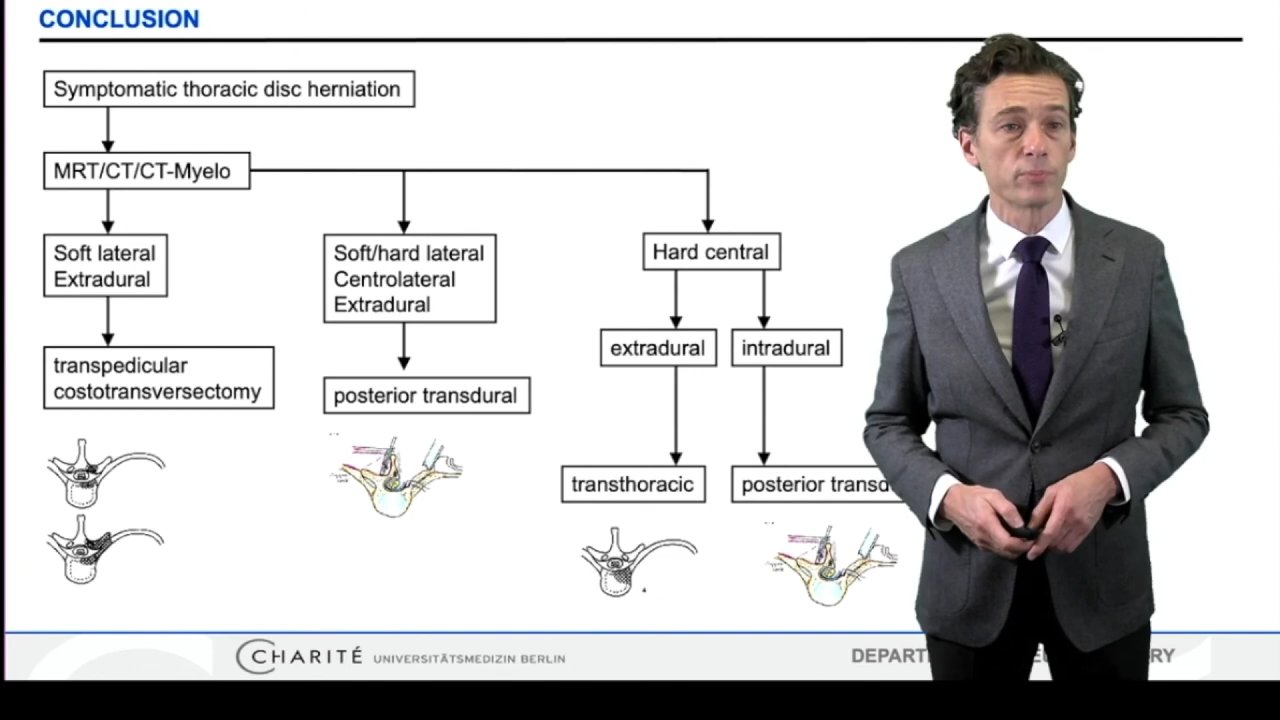 CONCLUSION
Symptomatic thoracic disc herniation
MRT/CT/CT-Myelo
Soft lateral
Extradural
Soft/hard lateral
Centrolateral
Extradural
Hard central
extradural
intradural
transpedicular
costotransversectomy
posterior transdural
transthoracic
posterior
CHARITÉ UNIVERSITÄTSMEDIZIN BERLIN